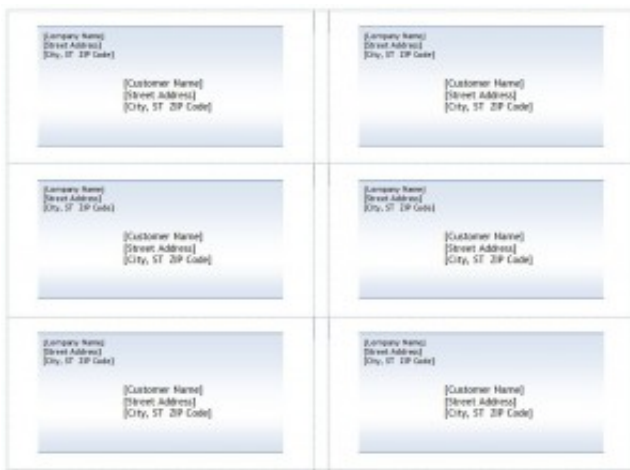 [Company Name]
[Street Address]
[City, ST  ZIP Code]
[Customer Name]
[Street Address]
[City, ST  ZIP Code]
[Company Name]
[Street Address]
[City, ST  ZIP Code]
[Customer Name]
[Street Address]
[City, ST  ZIP Code]
[Company Name]
[Street Address]
[City, ST  ZIP Code]
[Customer Name]
[Street Address]
[City, ST  ZIP Code]
[Company Name]
[Street Address]
[City, ST  ZIP Code]
[Customer Name]
[Street Address]
[City, ST  ZIP Code]
[Company Name]
[Street Address]
[City, ST  ZIP Code]
[Customer Name]
[Street Address]
[City, ST  ZIP Code]
[Company Name]
[Street Address]
[City, ST  ZIP Code]
[Customer Name]
[Street Address]
[City, ST  ZIP Code]